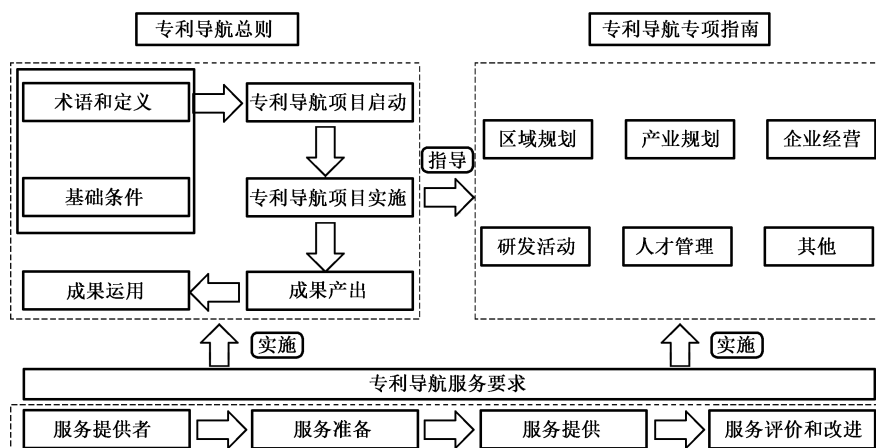 专利导航总则
专利导航专项指南
术语和定义
专利导航项目启动
基础条件
专利导航项目实施
成果运用
成果产出
指导
区域规划
产业规划
企业经营
研发活动
人才管理
其他
实施
实施
专利导航服务要求
服务提供者
服务准备
服务提供
服务评价和改进